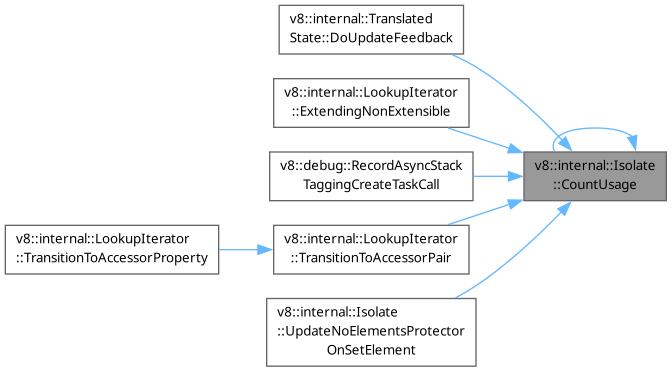 v8::internal::Translated
State::DoUpdateFeedback
v8::internal::LookupIterator
::ExtendingNonExtensible
v8::internal::Isolate
::CountUsage
v8::debug::RecordAsyncStack
TaggingCreateTaskCall
v8::internal::LookupIterator
::TransitionToAccessorProperty
v8::internal::LookupIterator
::TransitionToAccessorPair
v8::internal::Isolate
::UpdateNoElementsProtector
OnSetElement